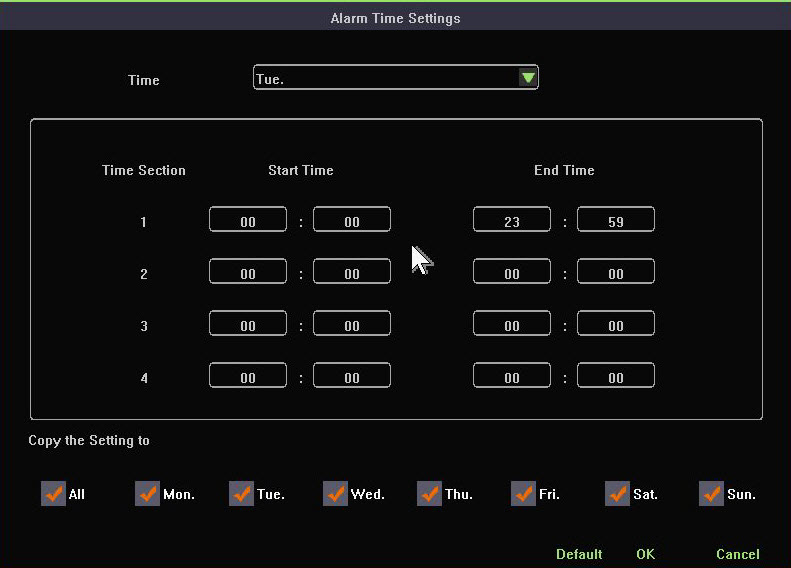 Alarm Time Settings
Time Tue.
Time Section Start Time End Time
1 00 : 00 23 : 59
2 00 : 00 00 : 00
3 00 : 00 00 : 00
4 00 : 00 00 : 00
Copy the Setting to
All Mon. Tue. Wed. Thu. Fri. Sat. Sun.
Default OK Cancel